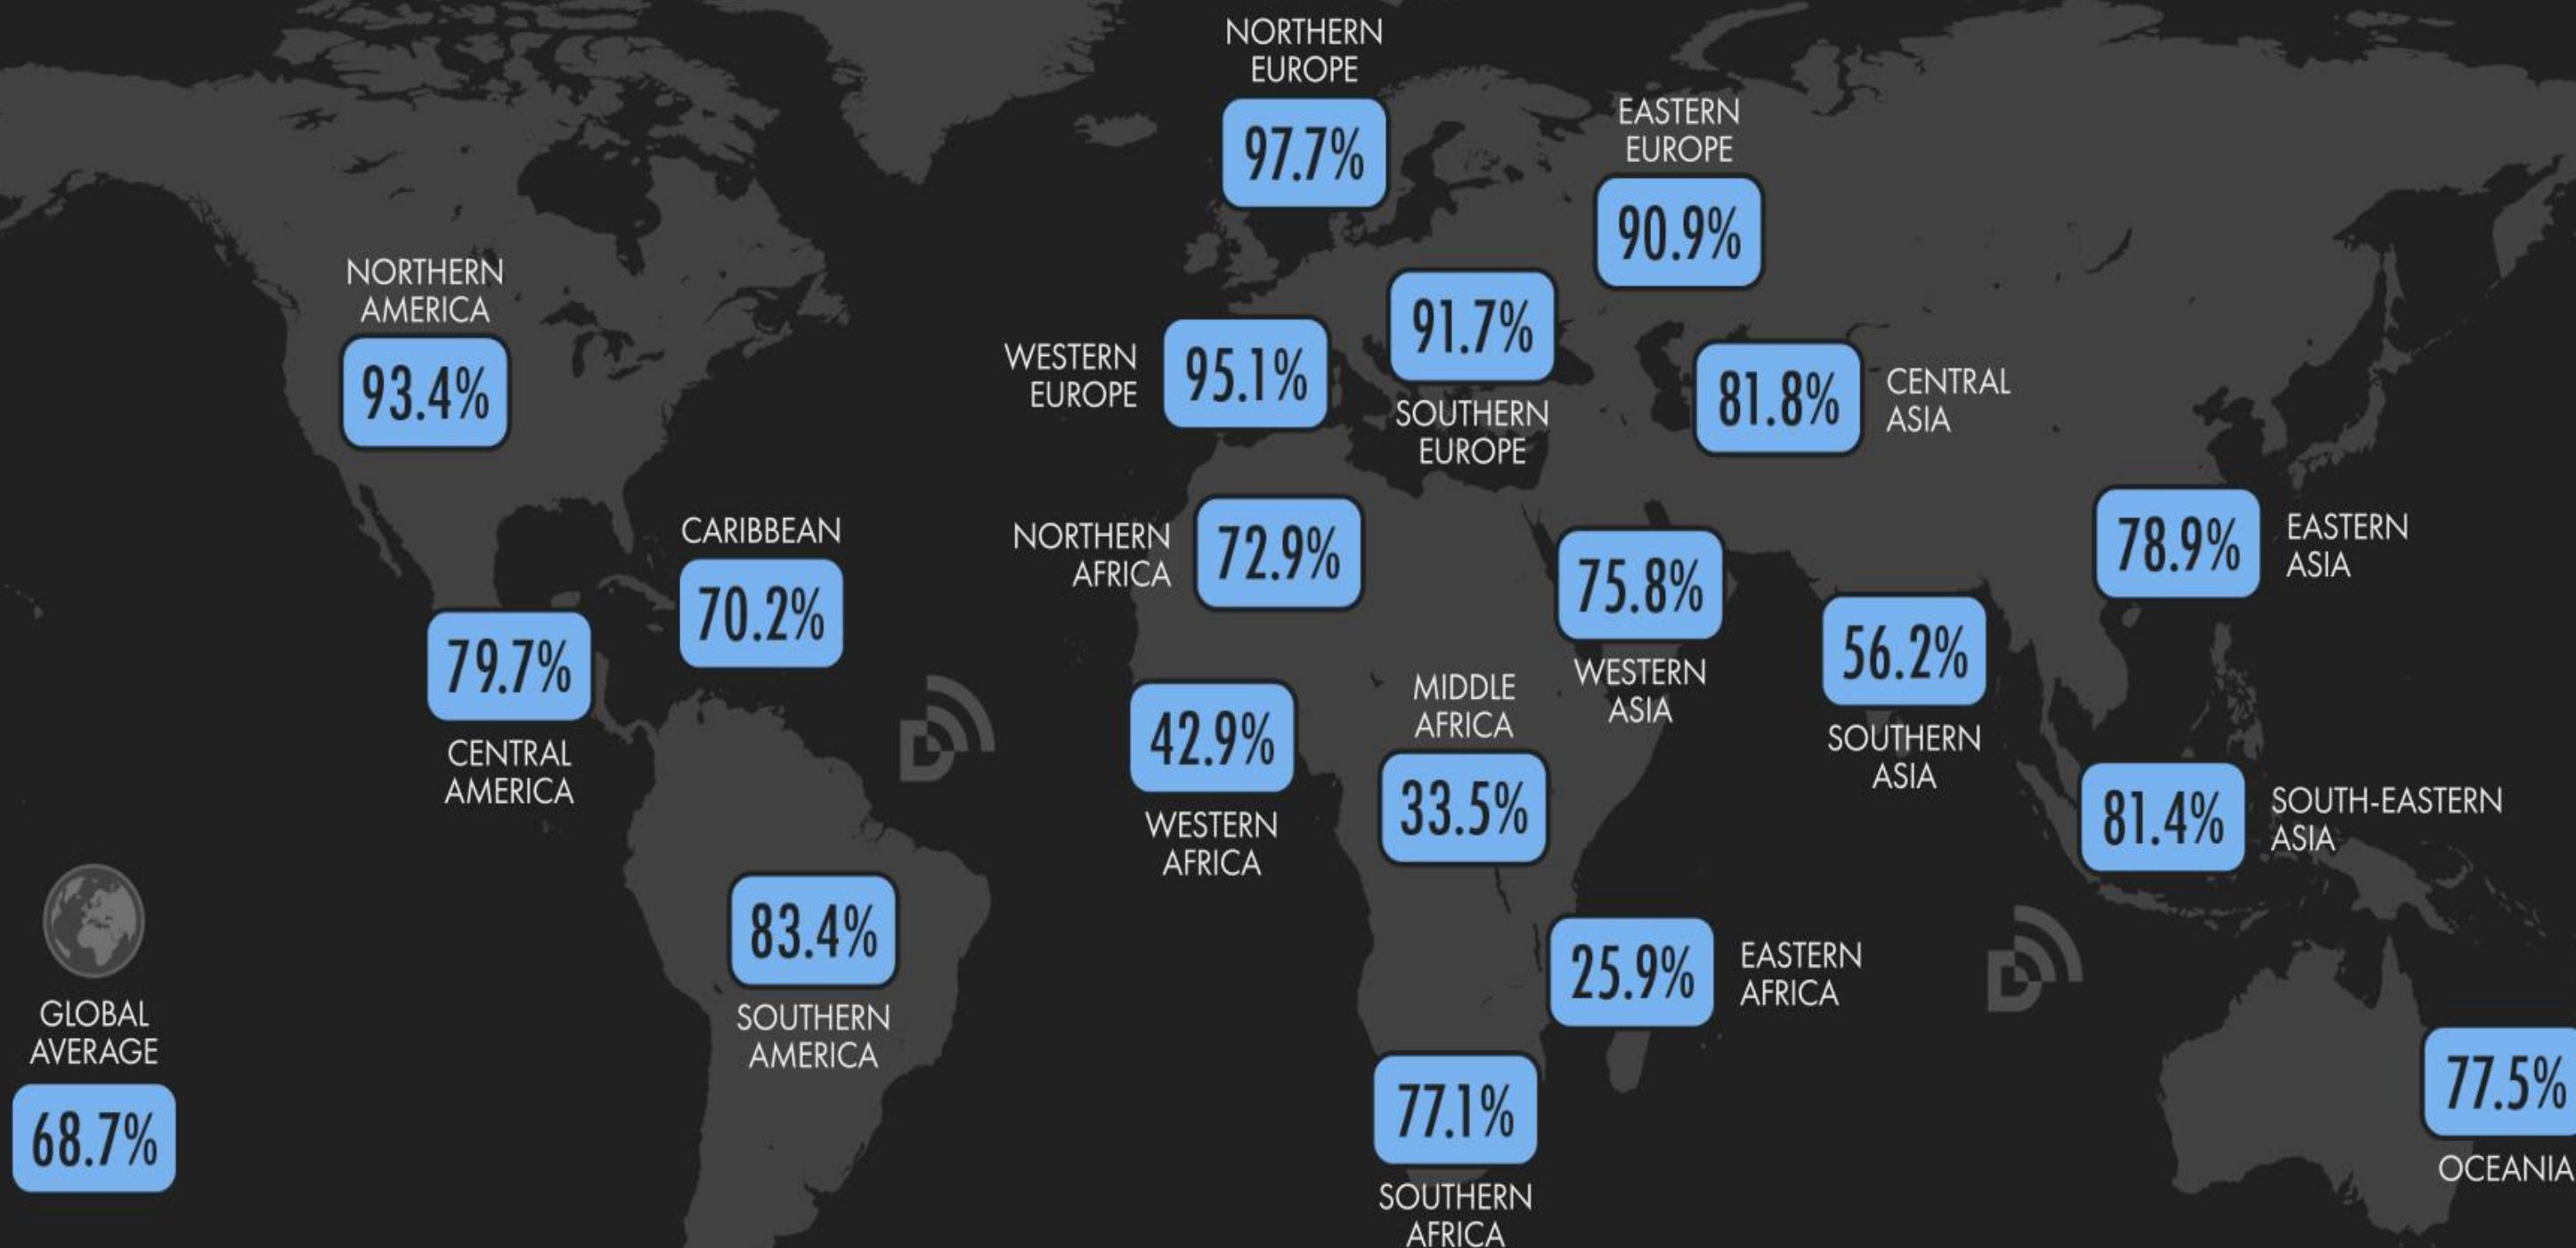 NORTHERN
EUROPE
97.7%
EASTERN
EUROPE
90.9%
NORTHERN
AMERICA
93.4%
WESTERN
EUROPE
95.1%
91.7%
SOUTHERN
EUROPE
81.8%
CENTRAL
ASIA
CARIBBEAN
70.2%
NORTHERN
AFRICA
72.9%
75.8%
WESTERN
ASIA
78.9%
EASTERN
ASIA
79.7%
CENTRAL
AMERICA
56.2%
SOUTHERN
ASIA
42.9%
WESTERN
AFRICA
MIDDLE
AFRICA
33.5%
81.4%
SOUTH-EASTERN
ASIA
83.4%
SOUTHERN
AMERICA
25.9%
EASTERN
AFRICA
GLOBAL
AVERAGE
68.7%
77.1%
SOUTHERN
AFRICA
77.5%
OCEANIA